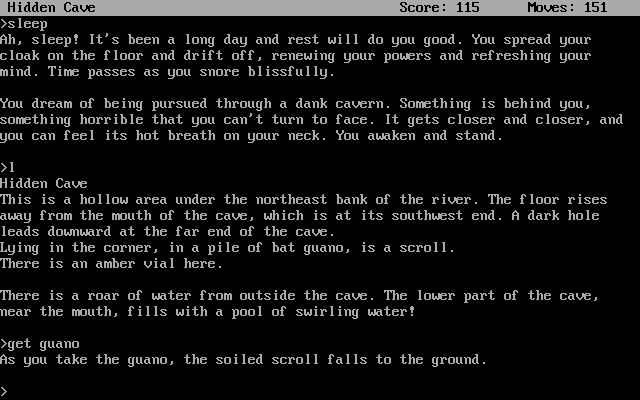 Hidden Cave Score: 115 Moves: 151
>sleep
Ah, sleep! It's been a long day and rest will do you good. You spread your
cloak on the floor and drift off, renewing your powers and refreshing your
mind. Time passes as you snore blissfully.
You dream of being pursued through a dank cavern. Something is behind you,
something horrible that you can't turn to face. It gets closer and closer, and
you can feel its hot breath on your neck. You awaken and stand.
>l
Hidden Cave
This is a hollow area under the northeast bank of the river. The floor rises
away from the mouth of the cave, which is at its southwest end. A dark hole
leads downward at the far end of the cave.
Lying in the corner, in a pile of bat guano, is a scroll.
There is an amber vial here.
There is a roar of water from outside the cave. The lower part of the cave,
near the mouth, fills with a pool of swirling water!
>get guano
As you take the guano, the soiled scroll falls to the ground.
>